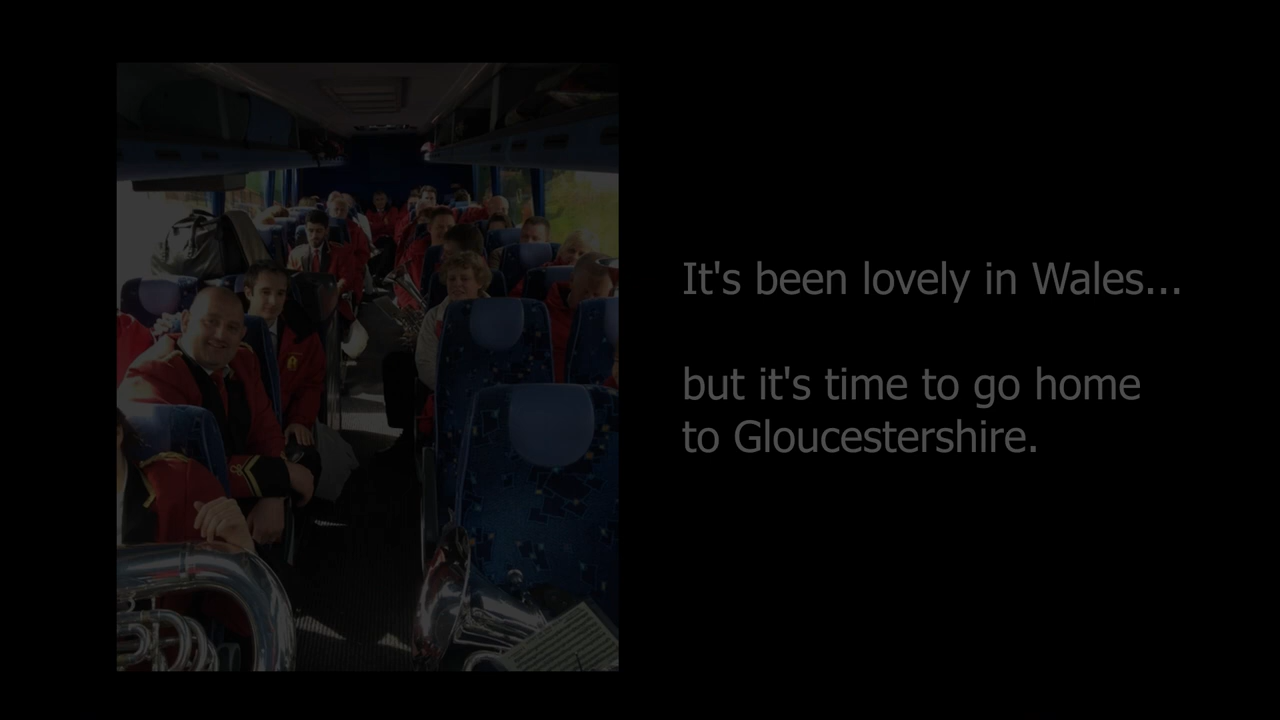 It's been lovely in Wales...
but it's time to go home
to Gloucestershire.